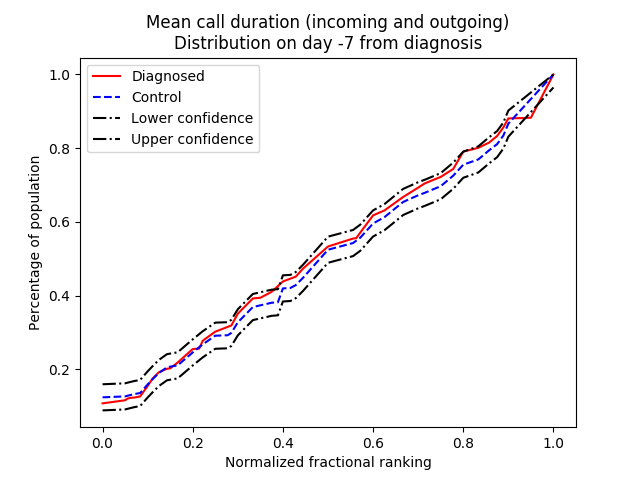 Mean call duration (incoming and outgoing)
Distribution on day -7 from diagnosis
Diagnosed
Control
Lower confidence
Upper confidence
1.0
0.8
0.6
0.4
0.2
Percentage of population
0.0 0.2 0.4 0.6 0.8 1.0
Normalized fractional ranking